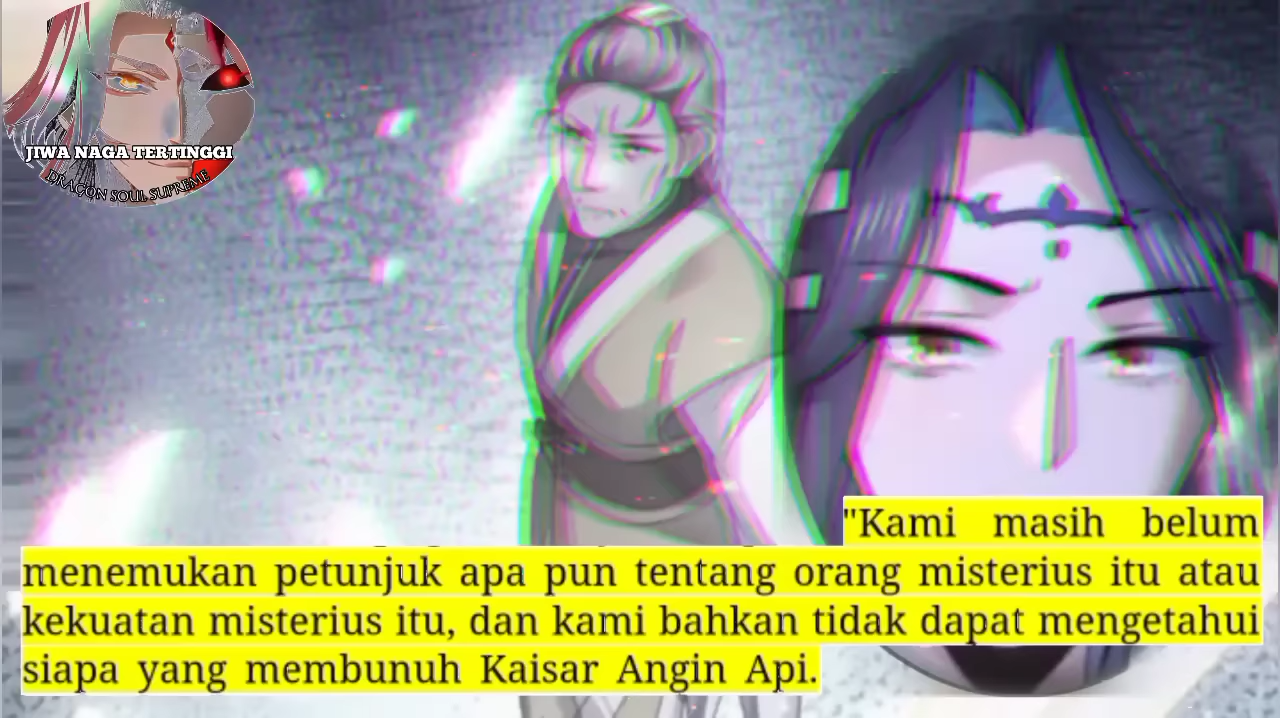 JIWA NAGA TERTINGGI
DRAGON SOUL SUPREME
"Kami masih belum
menemukan petunjuk apa pun tentang orang misterius itu atau
kekuatan misterius itu, dan kami bahkan tidak dapat mengetahui
siapa yang membunuh Kaisar Angin Api.